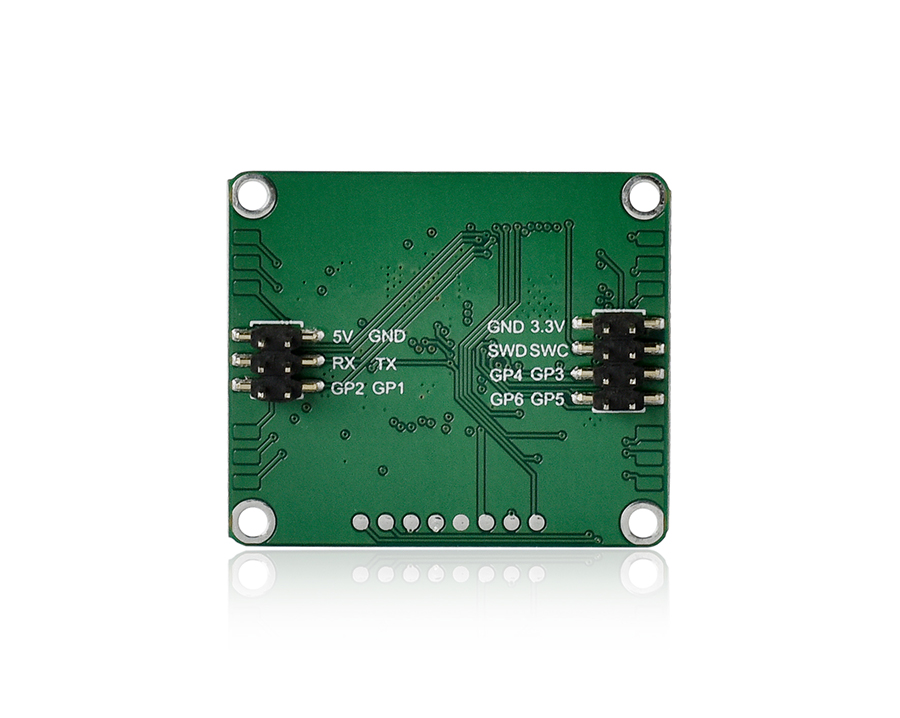 5V GND
RX TX
GP2 GP1
GND 3.3V
SWD SWC
GP4 GP3
GP6 GP5